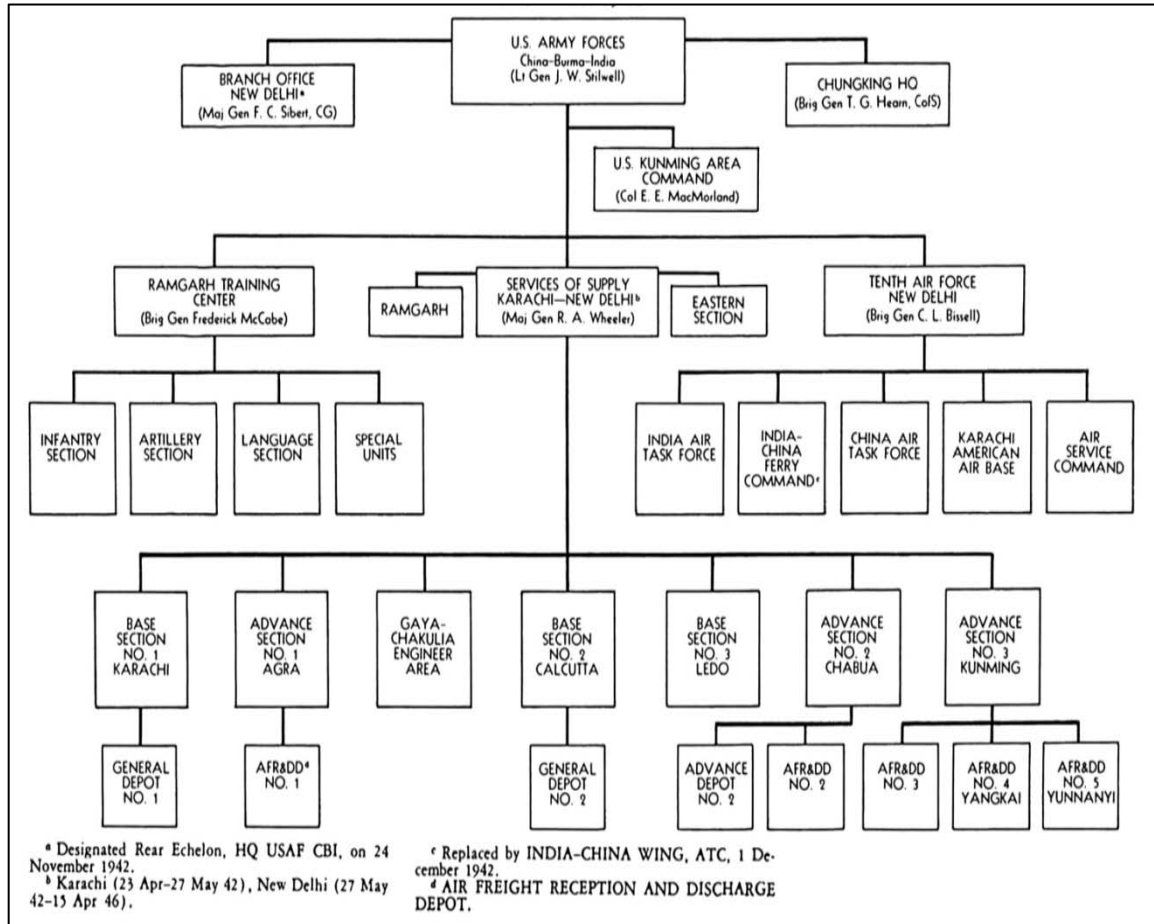 U.S. ARMY FORCES
China-Burma-India
(Lt Gen J. W. Stilwell)
BRANCH OFFICE
NEW DELHIᵃ
(Maj Gen F. C. Sibert, CG)
CHUNGKING HQ
(Brig Gen T. G. Hearn, CofS)
U.S. KUNMING AREA
COMMAND
(Col E. E. MacMorland)
RAMGARH TRAINING
CENTER
(Brig Gen Frederick McCabe)
RAMGARH
SERVICES OF SUPPLY
KARACHI—NEW DELHIᵇ
(Maj Gen R. A. Wheeler)
EASTERN
SECTION
TENTH AIR FORCE
NEW DELHI
(Brig Gen C. L. Bissell)
INFANTRY
SECTION
ARTILLERY
SECTION
LANGUAGE
SECTION
SPECIAL
UNITS
INDIA AIR
TASK FORCE
INDIA-
CHINA
FERRY
COMMANDᶜ
CHINA AIR
TASK FORCE
KARACHI
AMERICAN
AIR BASE
AIR
SERVICE
COMMAND
BASE
SECTION
NO. 1
KARACHI
ADVANCE
SECTION
NO. 1
AGRA
GAYA-
CHAKULIA
ENGINEER
AREA
BASE
SECTION
NO. 2
CALCUTTA
BASE
SECTION
NO. 3
LEDO
ADVANCE
SECTION
NO. 2
CHABUA
ADVANCE
SECTION
NO. 3
KUNMING
GENERAL
DEPOT
NO. 1
AFR&DDᵈ
NO. 1
GENERAL
DEPOT
NO. 2
ADVANCE
DEPOT
NO. 2
AFR&DD
NO. 2
AFR&DD
NO. 3
AFR&DD
NO. 4
YANGKAI
AFR&DD
NO. 5
YUNNANYI
ᵃ Designated Rear Echelon, HQ USAF CBI, on 24
November 1942.
ᵇ Karachi (23 Apr-27 May 42), New Delhi (27 May
42-15 Apr 46).
ᶜ Replaced by INDIA-CHINA WING, ATC, 1 De-
cember 1942.
ᵈ AIR FREIGHT RECEPTION AND DISCHARGE
DEPOT.